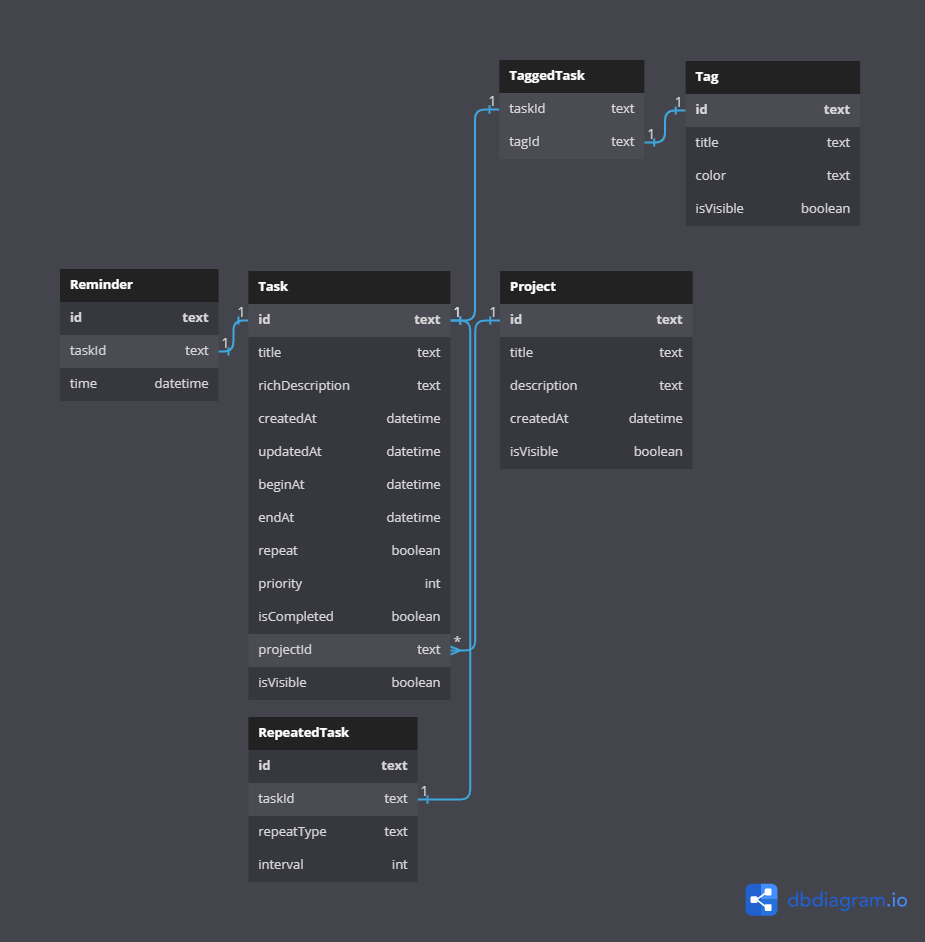 TaggedTask
1 taskId text
tagId text 1
Tag
1 id text
title text
color text
isVisible boolean
Reminder
id text
taskId text 1
time datetime
Task
1 id text 1
title text
richDescription text
createdAt datetime
updatedAt datetime
beginAt datetime
endAt datetime
repeat boolean
priority int
isCompleted boolean
projectId text *
isVisible boolean
Project
1 id text
title text
description text
createdAt datetime
isVisible boolean
RepeatedTask
id text
taskId text 1
repeatType text
interval int
dbdiagram.io